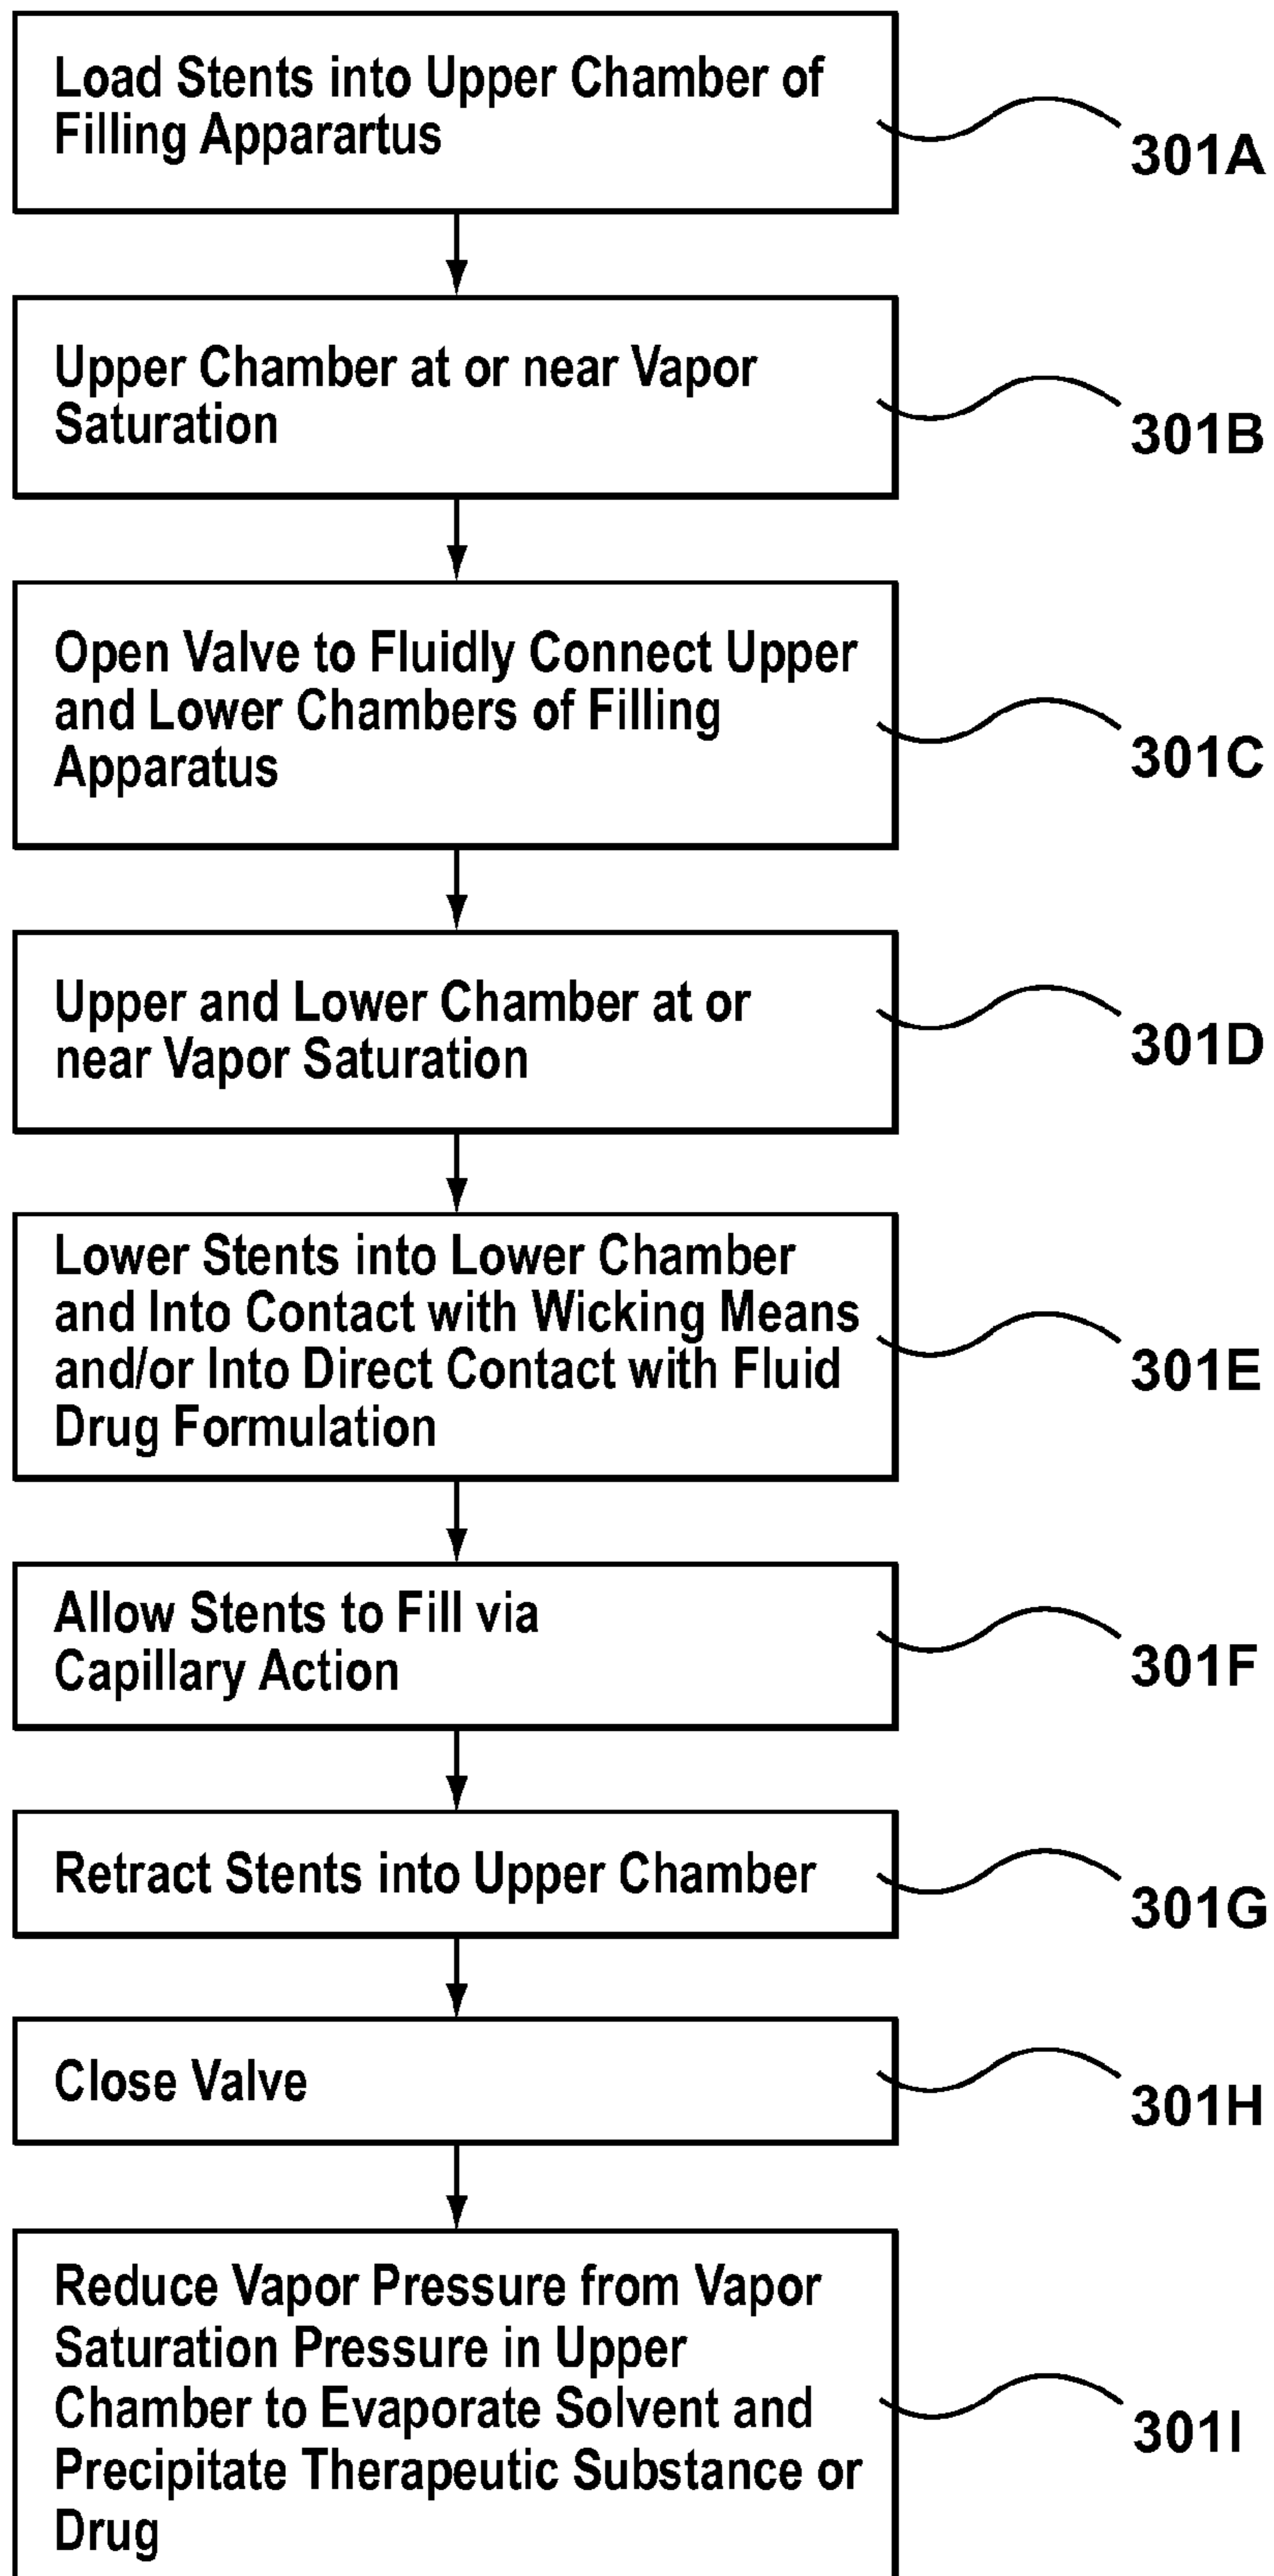 Load Stents into Upper Chamber of
Filling Apparartus
301A
Upper Chamber at or near Vapor
Saturation
301B
Open Valve to Fluidly Connect Upper
and Lower Chambers of Filling
Apparatus
301C
Upper and Lower Chamber at or
near Vapor Saturation
301D
Lower Stents into Lower Chamber
and Into Contact with Wicking Means
and/or Into Direct Contact with Fluid
Drug Formulation
301E
Allow Stents to Fill via
Capillary Action
301F
Retract Stents into Upper Chamber
301G
Close Valve
301H
Reduce Vapor Pressure from Vapor
Saturation Pressure in Upper
Chamber to Evaporate Solvent and
Precipitate Therapeutic Substance or
Drug
301I